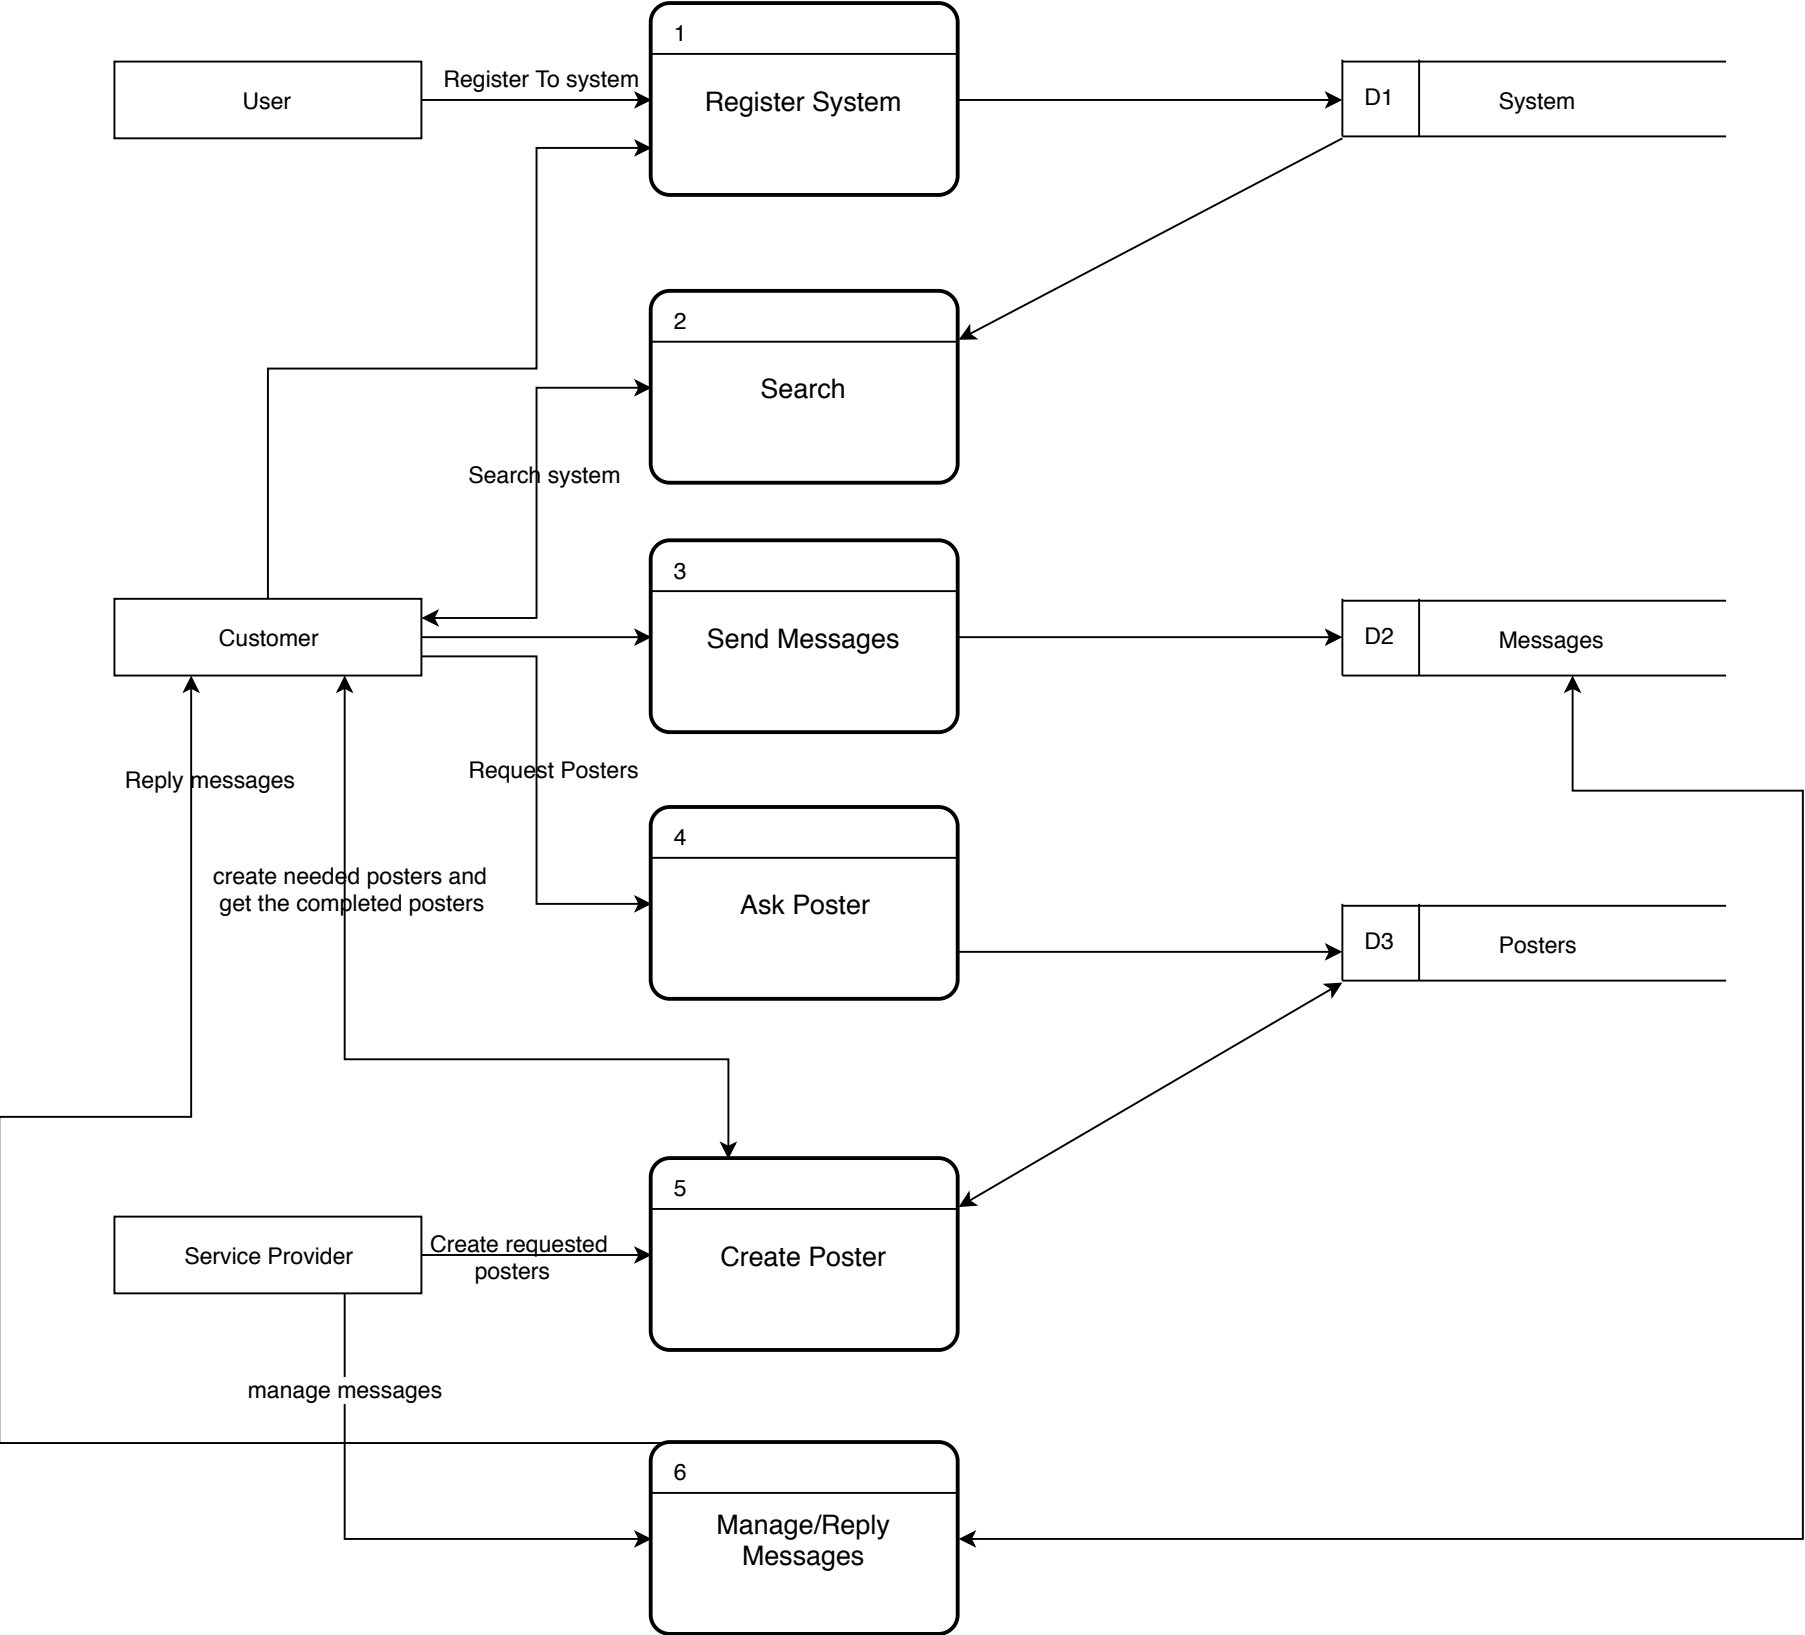 1
User
Register To system
Register System
D1
System
2
Search
Search system
3
Customer
Send Messages
D2
Messages
Reply messages
Request Posters
4
create needed posters and
get the completed posters
Ask Poster
D3
Posters
5
Service Provider
Create requested
posters
Create Poster
manage messages
6
Manage/Reply
Messages